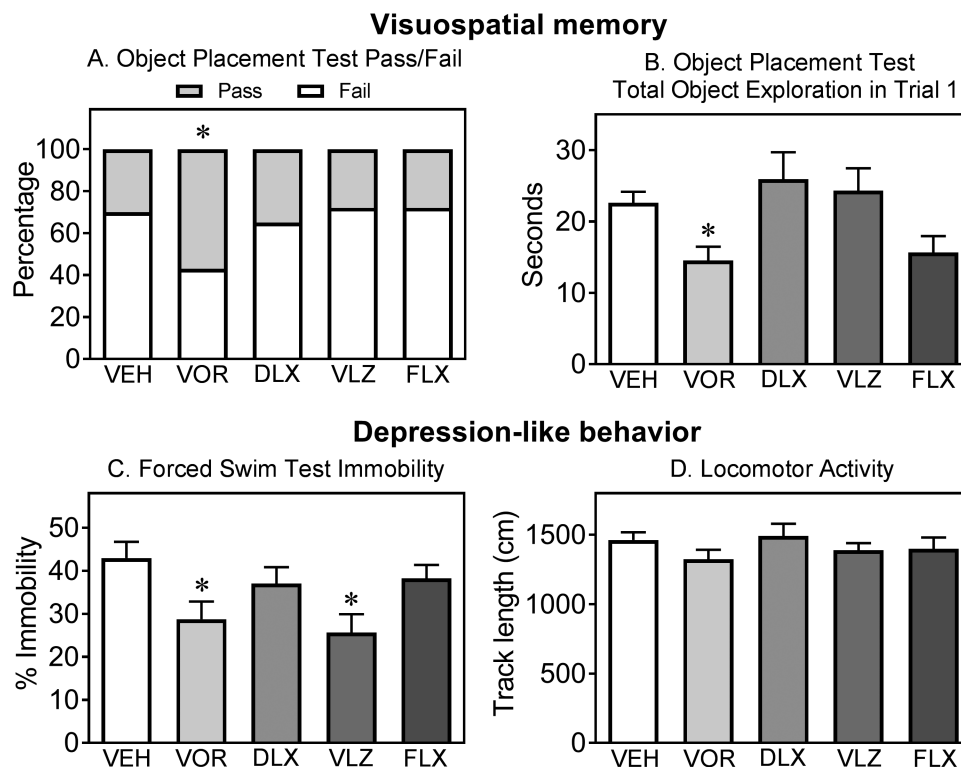 Visuospatial memory
A. Object Placement Test Pass/Fail
Pass Fail
Percentage
100
80
60
40
20
0
*
VEH VOR DLX VLZ FLX
B. Object Placement Test
Total Object Exploration in Trial 1
Seconds
30
20
10
0
*
VEH VOR DLX VLZ FLX
Depression-like behavior
C. Forced Swim Test Immobility
% Immobility
50
40
30
20
10
0
*
*
VEH VOR DLX VLZ FLX
D. Locomotor Activity
Track length (cm)
1500
1000
500
0
VEH VOR DLX VLZ FLX